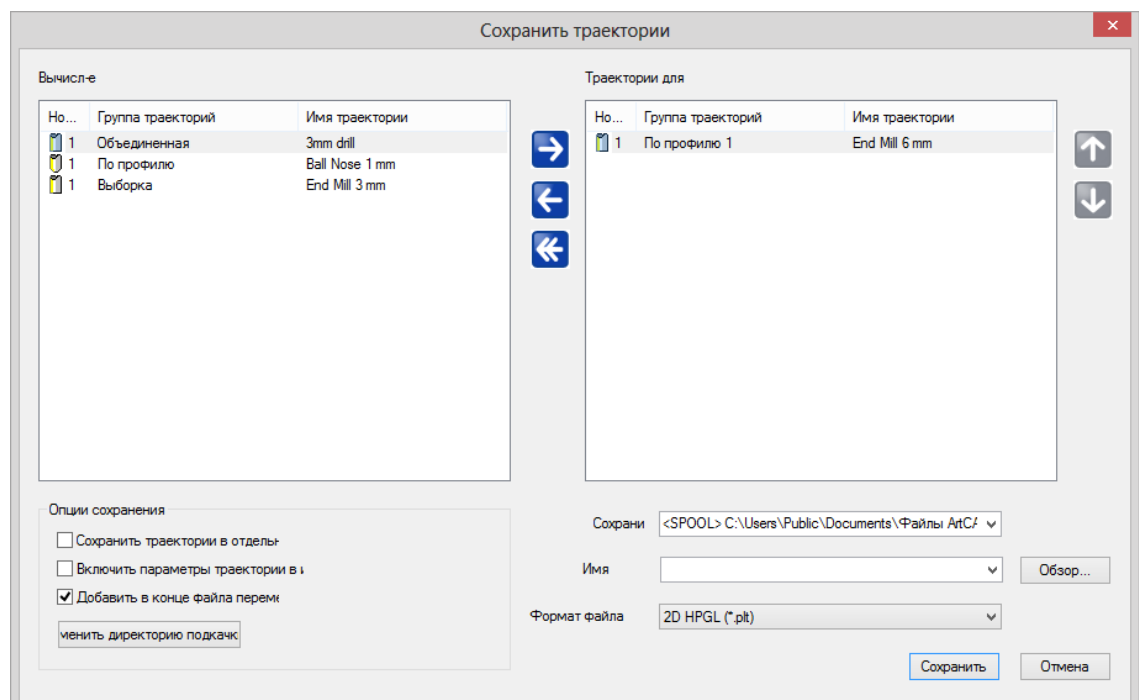 Сохранить траектории
Вычисл-е
Траектории для
Но... Группа траекторий Имя траектории
1 Объединенная 3mm drill
1 По профилю Ball Nose 1 mm
1 Выборка End Mill 3 mm
Но... Группа траекторий Имя траектории
1 По профилю 1 End Mill 6 mm
Опции сохранения
Сохранить траектории в отдельн
Включить параметры траектории в и
Добавить в конце файла переме
менить директорию подкачк
Сохрани <SPOOL> C:\Users\Public\Documents\Файлы ArtCA
Имя
Обзор...
Формат файла 2D HPGL (*.plt)
Сохранить Отмена